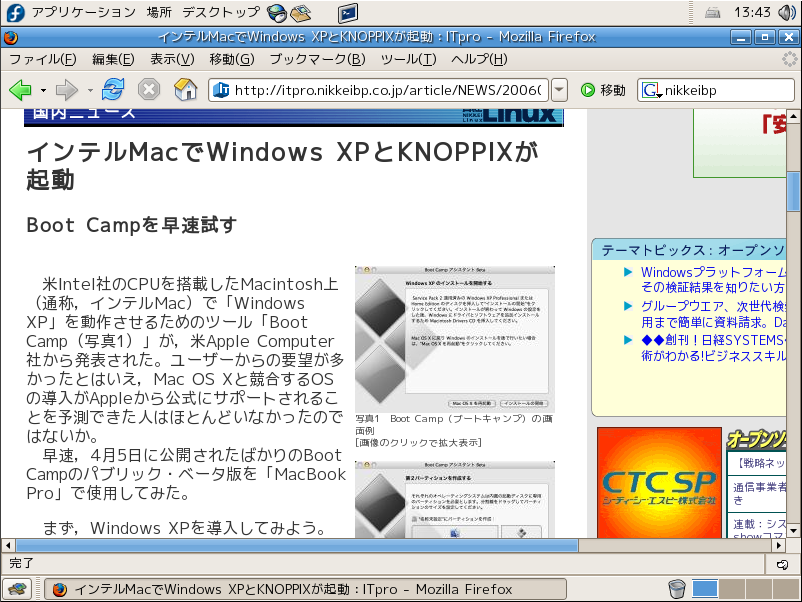 アプリケーション 場所 デスクトップ 13:43
インテルMacでWindows XPとKNOPPIXが起動：ITpro - Mozilla Firefox
ファイル(F) 編集(E) 表示(V) 移動(G) ブックマーク(B) ツール(T) ヘルプ(H)
http://itpro.nikkeibp.co.jp/article/NEWS/2006 移動 nikkeibp
国内ニュース
Linux
インテルMacでWindows XPとKNOPPIXが
起動
Boot Campを早速試す
米Intel社のCPUを搭載したMacintosh上
（通称，インテルMac）で「Windows
XP」を動作させるためのツール「Boot
Camp（写真1）」が，米Apple Computer
社から発表された。ユーザーからの要望が多
かったとはいえ，Mac OS Xと競合するOS
の導入がAppleから公式にサポートされるこ
とを予測できた人はほとんどいなかったので
はないか。
早速，4月5日に公開されたばかりのBoot
Campのパブリック・ベータ版を「MacBook
Pro」で使用してみた。
まず，Windows XPを導入してみよう。
Boot Camp アシスタント Beta
Windows XP のインストールを開始する
Mac OS X を再起動 インストールの開始
写真1 Boot Camp（ブートキャンプ）の画
面例
[画像のクリックで拡大表示]
Boot Camp アシスタント Beta
第2パーティションを作成する
「安
テーマトピックス：オープンソ
Windowsプラットフォーム
その検証結果を知りたい方
グループウエア、次世代検
用まで簡単に資料請求。Da
◆◆創刊！日経SYSTEMS
術がわかる!ビジネススキル
CTC SP
シーティーシー・エスピー株式会社
オープンソ
【戦略ネッ
通信事業者
き
連載：シス
showコマ
完了
インテルMacでWindows XPとKNOPPIXが起動：ITpro - Mozilla Firefox